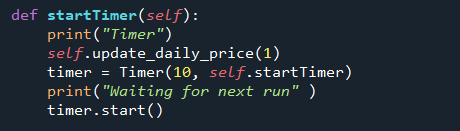 def startTimer(self):
    print("Timer")
    self.update_daily_price(1)
    timer = Timer(10, self.startTimer)
    print("Waiting for next run" )
    timer.start()